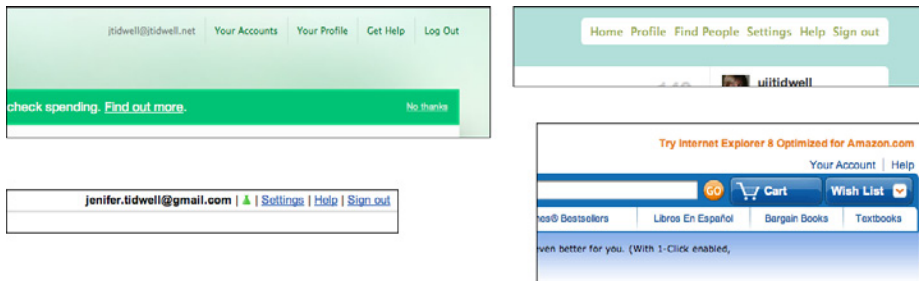 jtidwell@jtidwell.net Your Accounts Your Profile Get Help Log Out
check spending. Find out more. No thanks
jenifer.tidwell@gmail.com | | Settings | Help | Sign out
Home Profile Find People Settings Help Sign out
Try Internet Explorer 8 Optimized for Amazon.com
Your Account | Help
GO Cart Wish List
Bestsellers Libros En Español Bargain Books Textbooks
even better for you. (With 1-Click enabled,